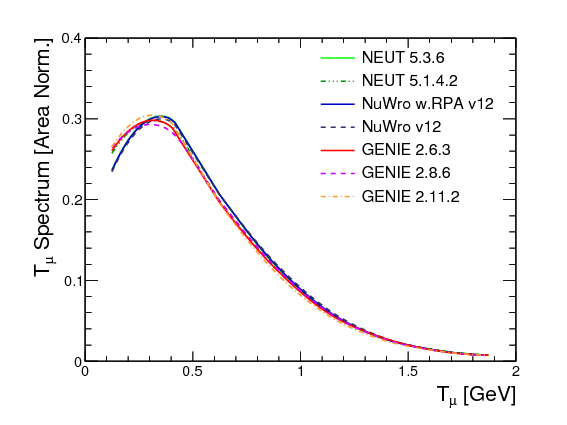 T_μ Spectrum [Area Norm.]
0.4
0.3
0.2
0.1
0
NEUT 5.3.6
NEUT 5.1.4.2
NuWro w.RPA v12
NuWro v12
GENIE 2.6.3
GENIE 2.8.6
GENIE 2.11.2
0 0.5 1 1.5 2
T_μ [GeV]